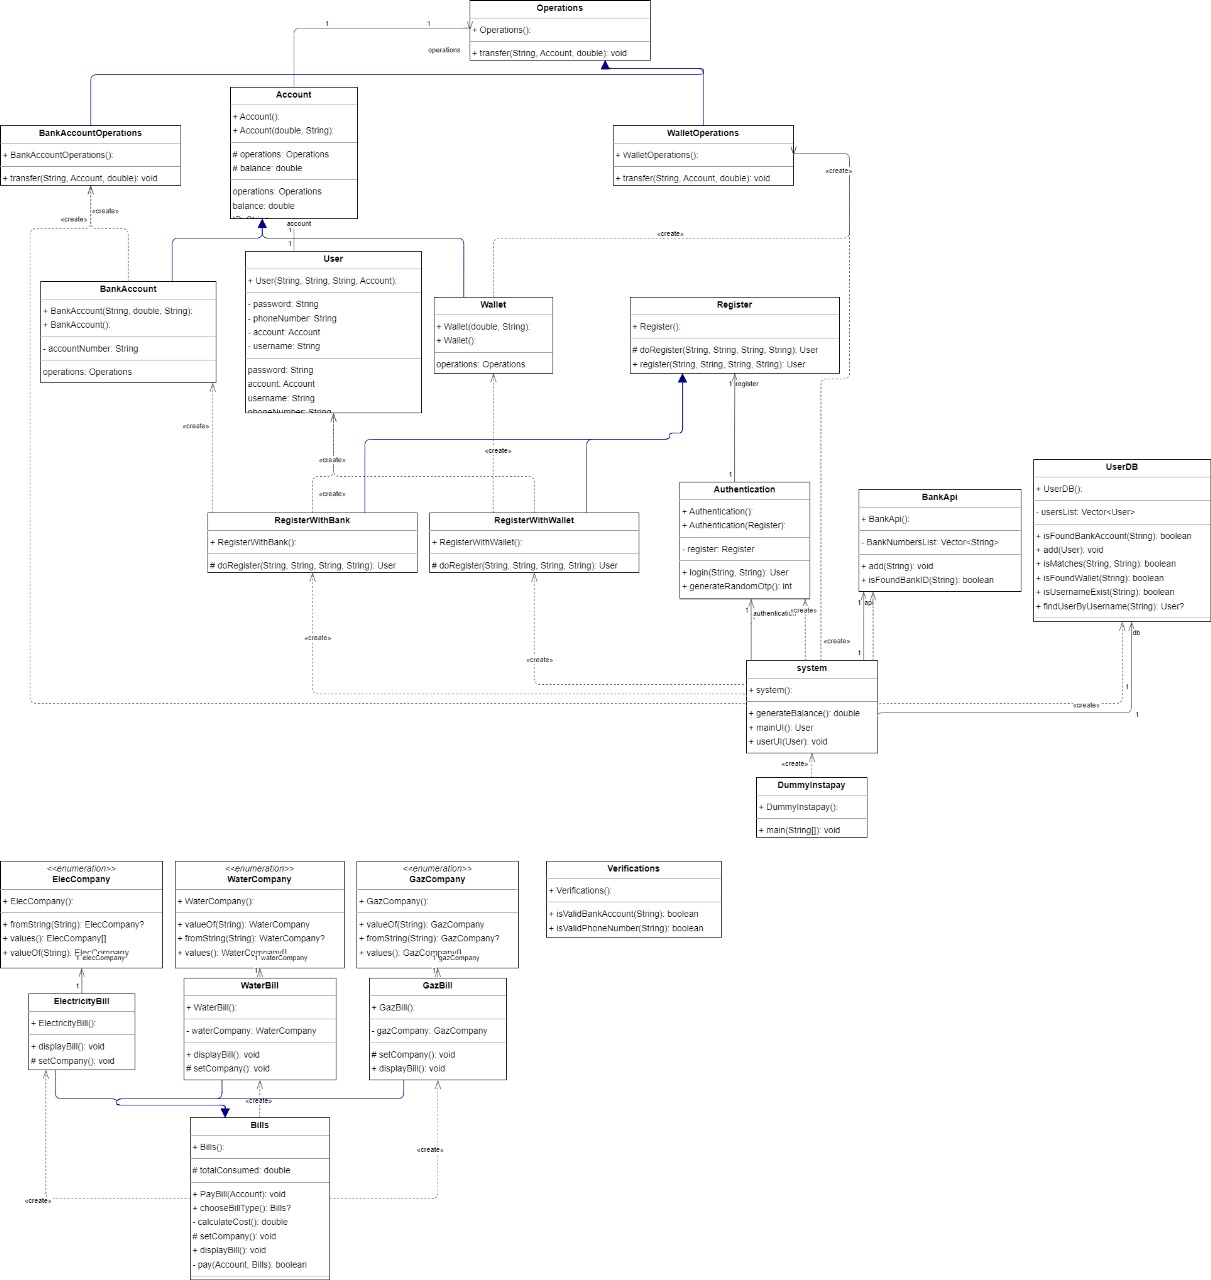 Operations
+ Operations():
+ transfer(String, Account, double): void
1
1
operations
Account
+ Account():
+ Account(double, String):
# operations: Operations
# balance: double
operations: Operations
balance: double
BankAccountOperations
+ BankAccountOperations():
+ transfer(String, Account, double): void
WalletOperations
+ WalletOperations():
+ transfer(String, Account, double): void
«create»
«create»
«create»
«create»
account
1
1
User
+ User(String, String, String, Account):
- password: String
- phoneNumber: String
- account: Account
- username: String
password: String
account: Account
username: String
phoneNumber: String
BankAccount
+ BankAccount(String, double, String):
+ BankAccount():
- accountNumber: String
operations: Operations
Wallet
+ Wallet(double, String):
+ Wallet():
operations: Operations
Register
+ Register():
# doRegister(String, String, String, String): User
+ register(String, String, String, String): User
1 register
1
«create»
«create»
«create»
«create»
RegisterWithBank
+ RegisterWithBank():
# doRegister(String, String, String, String): User
RegisterWithWallet
+ RegisterWithWallet():
# doRegister(String, String, String, String): User
Authentication
+ Authentication():
+ Authentication(Register):
- register: Register
+ login(String, String): User
+ generateRandomOtp(): int
BankApi
+ BankApi():
- BankNumbersList: Vector<String>
+ add(String): void
+ isFoundBankID(String): boolean
UserDB
+ UserDB():
- usersList: Vector<User>
+ isFoundBankAccount(String): boolean
+ add(User): void
+ isMatches(String, String): boolean
+ isFoundWallet(String): boolean
+ isUsernameExist(String): boolean
+ findUserByUsername(String): User?
1
authenticati...
«create»
1 api
db
«create»
«create»
«create»
1
1
1
«create»
system
+ system():
+ generateBalance(): double
+ mainUI(): User
+ userUI(User): void
«create»
DummyInstapay
+ DummyInstapay():
+ main(String[]): void
<<enumeration>>
ElecCompany
+ ElecCompany():
+ fromString(String): ElecCompany?
+ values(): ElecCompany[]
+ valueOf(String): ElecCompany
1 elecCompany
1
<<enumeration>>
WaterCompany
+ WaterCompany():
+ valueOf(String): WaterCompany
+ fromString(String): WaterCompany?
+ values(): WaterCompany[]
1 waterCompany
1
<<enumeration>>
GazCompany
+ GazCompany():
+ valueOf(String): GazCompany
+ fromString(String): GazCompany?
+ values(): GazCompany[]
1 gazCompany
1
Verifications
+ Verifications():
+ isValidBankAccount(String): boolean
+ isValidPhoneNumber(String): boolean
ElectricityBill
+ ElectricityBill():
+ displayBill(): void
# setCompany(): void
WaterBill
+ WaterBill():
- waterCompany: WaterCompany
+ displayBill(): void
# setCompany(): void
GazBill
+ GazBill():
- gazCompany: GazCompany
# setCompany(): void
+ displayBill(): void
«create»
«create»
«create»
Bills
+ Bills():
# totalConsumed: double
+ PayBill(Account): void
+ chooseBillType(): Bills?
- calculateCost(): double
# setCompany(): void
+ displayBill(): void
- pay(Account, Bills): boolean